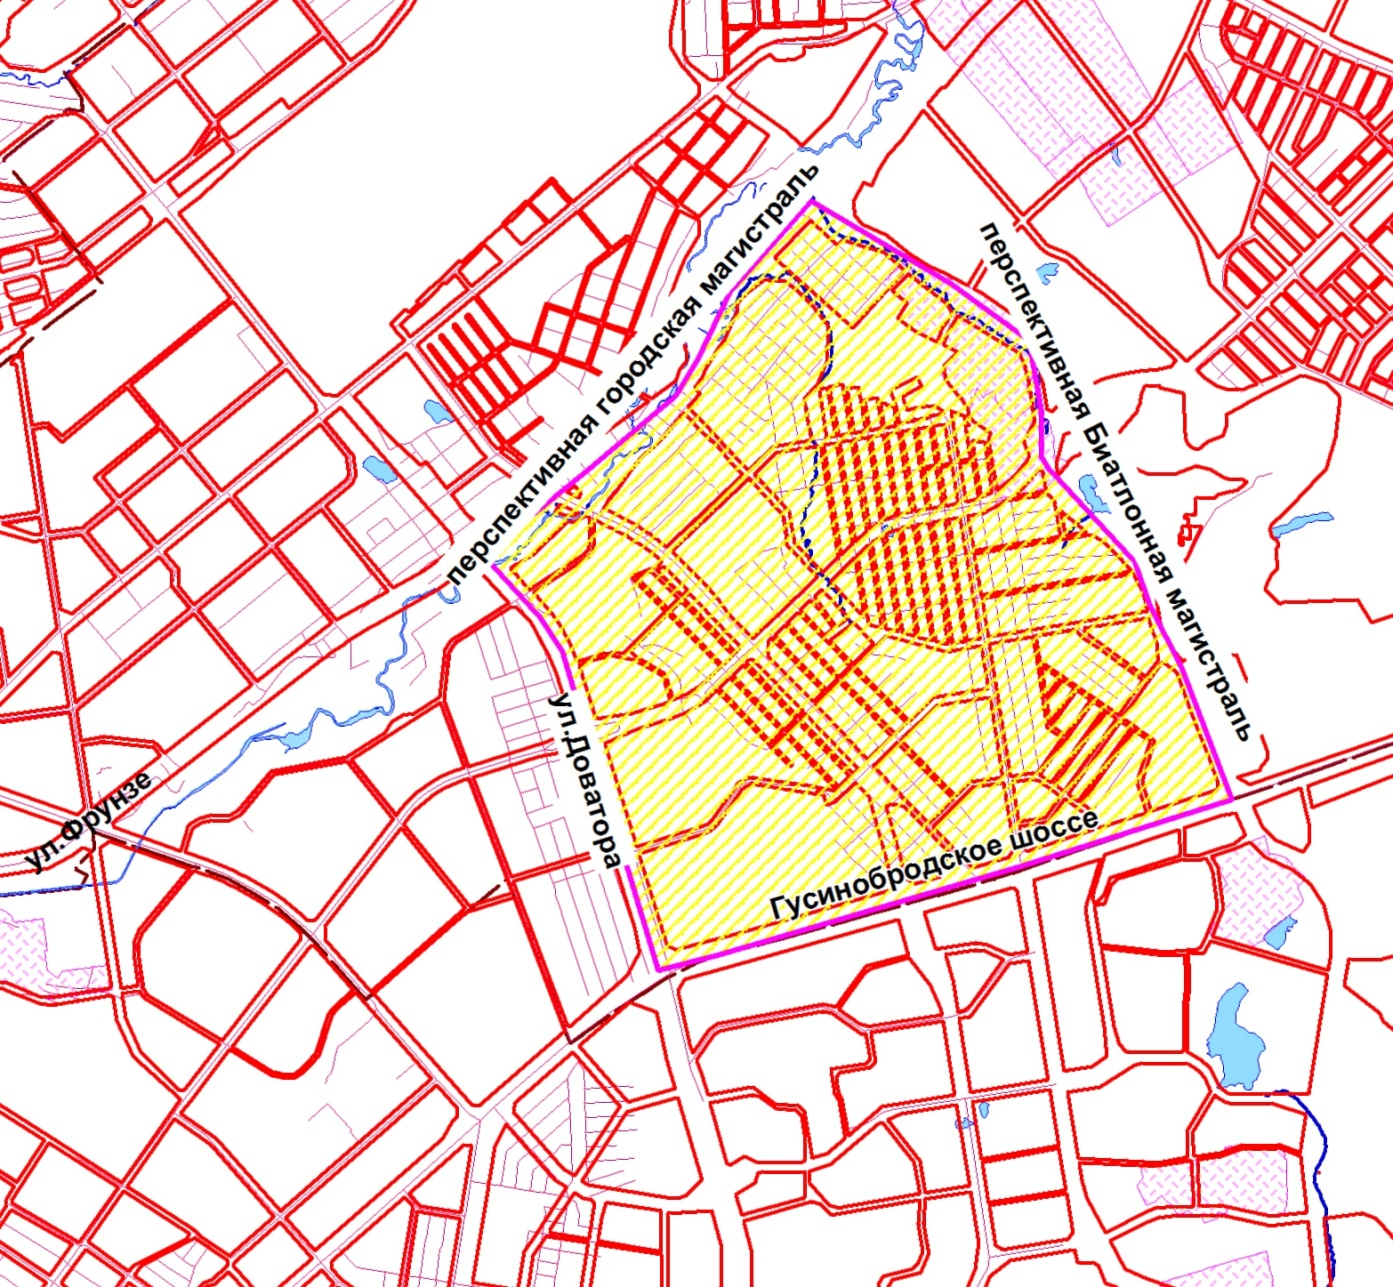 перспективная городская магистраль
перспективная Биатлонная магистраль
ул.Доватора
ул.Фрунзе
Гусинобродское шоссе